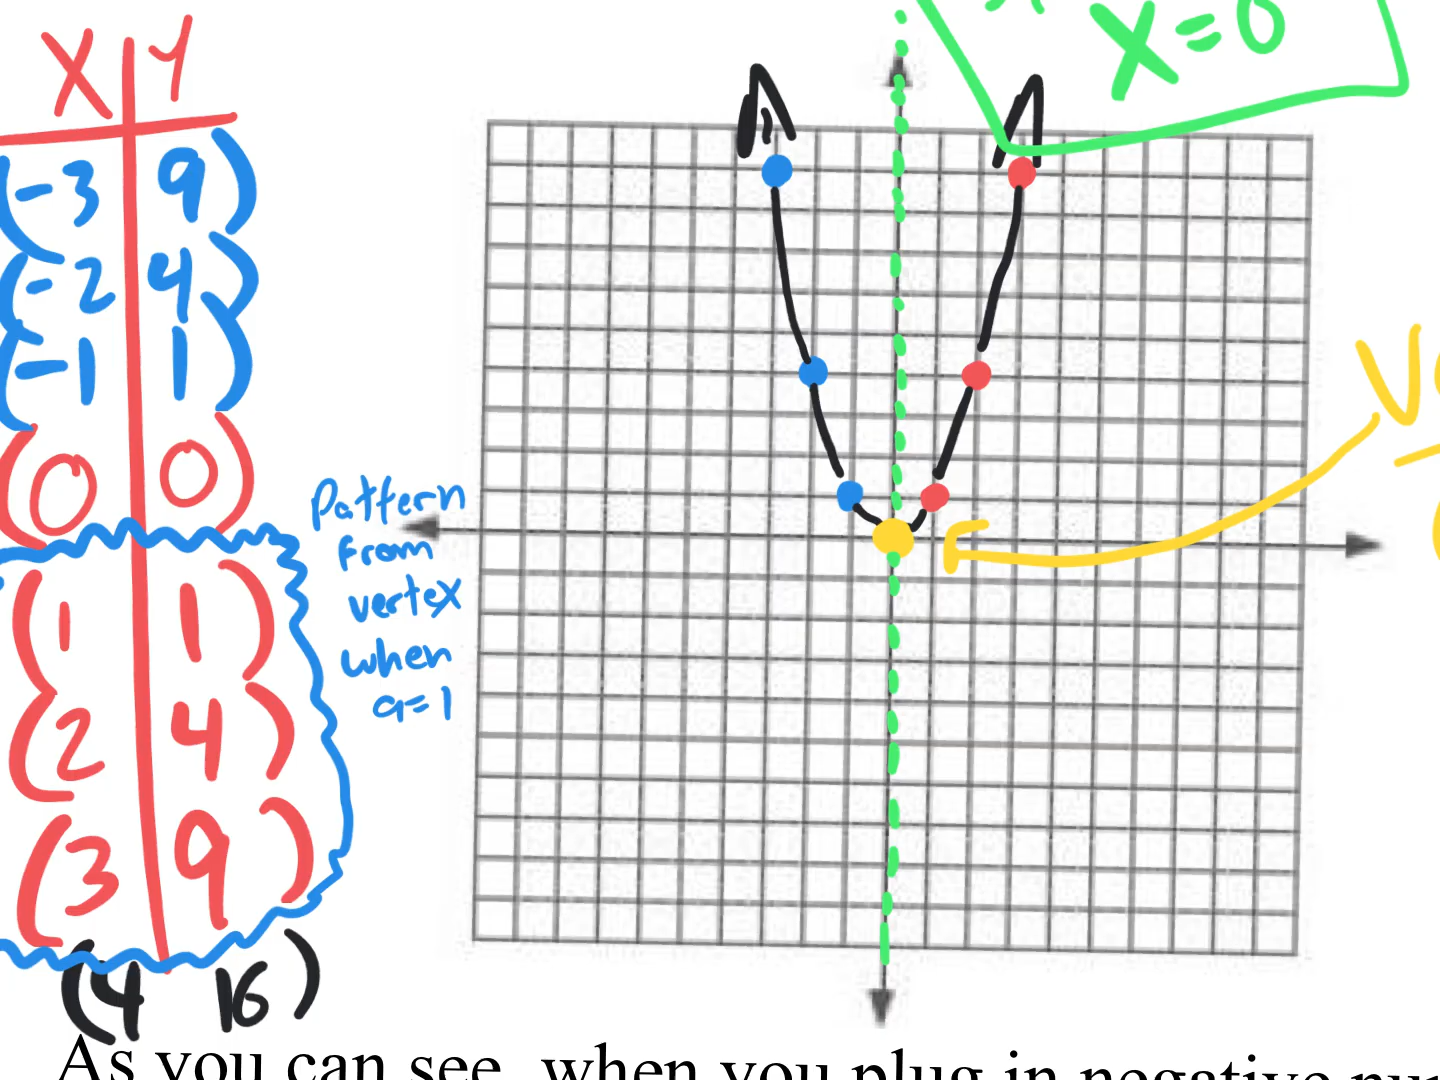 X=0
X Y
(-3 9)
(-2 4)
(-1 1)
(0 0)
(1 1)
(2 4)
(3 9)
(4 16)
Pattern
from
vertex
when
a=1
As you can see, when you plug in negative